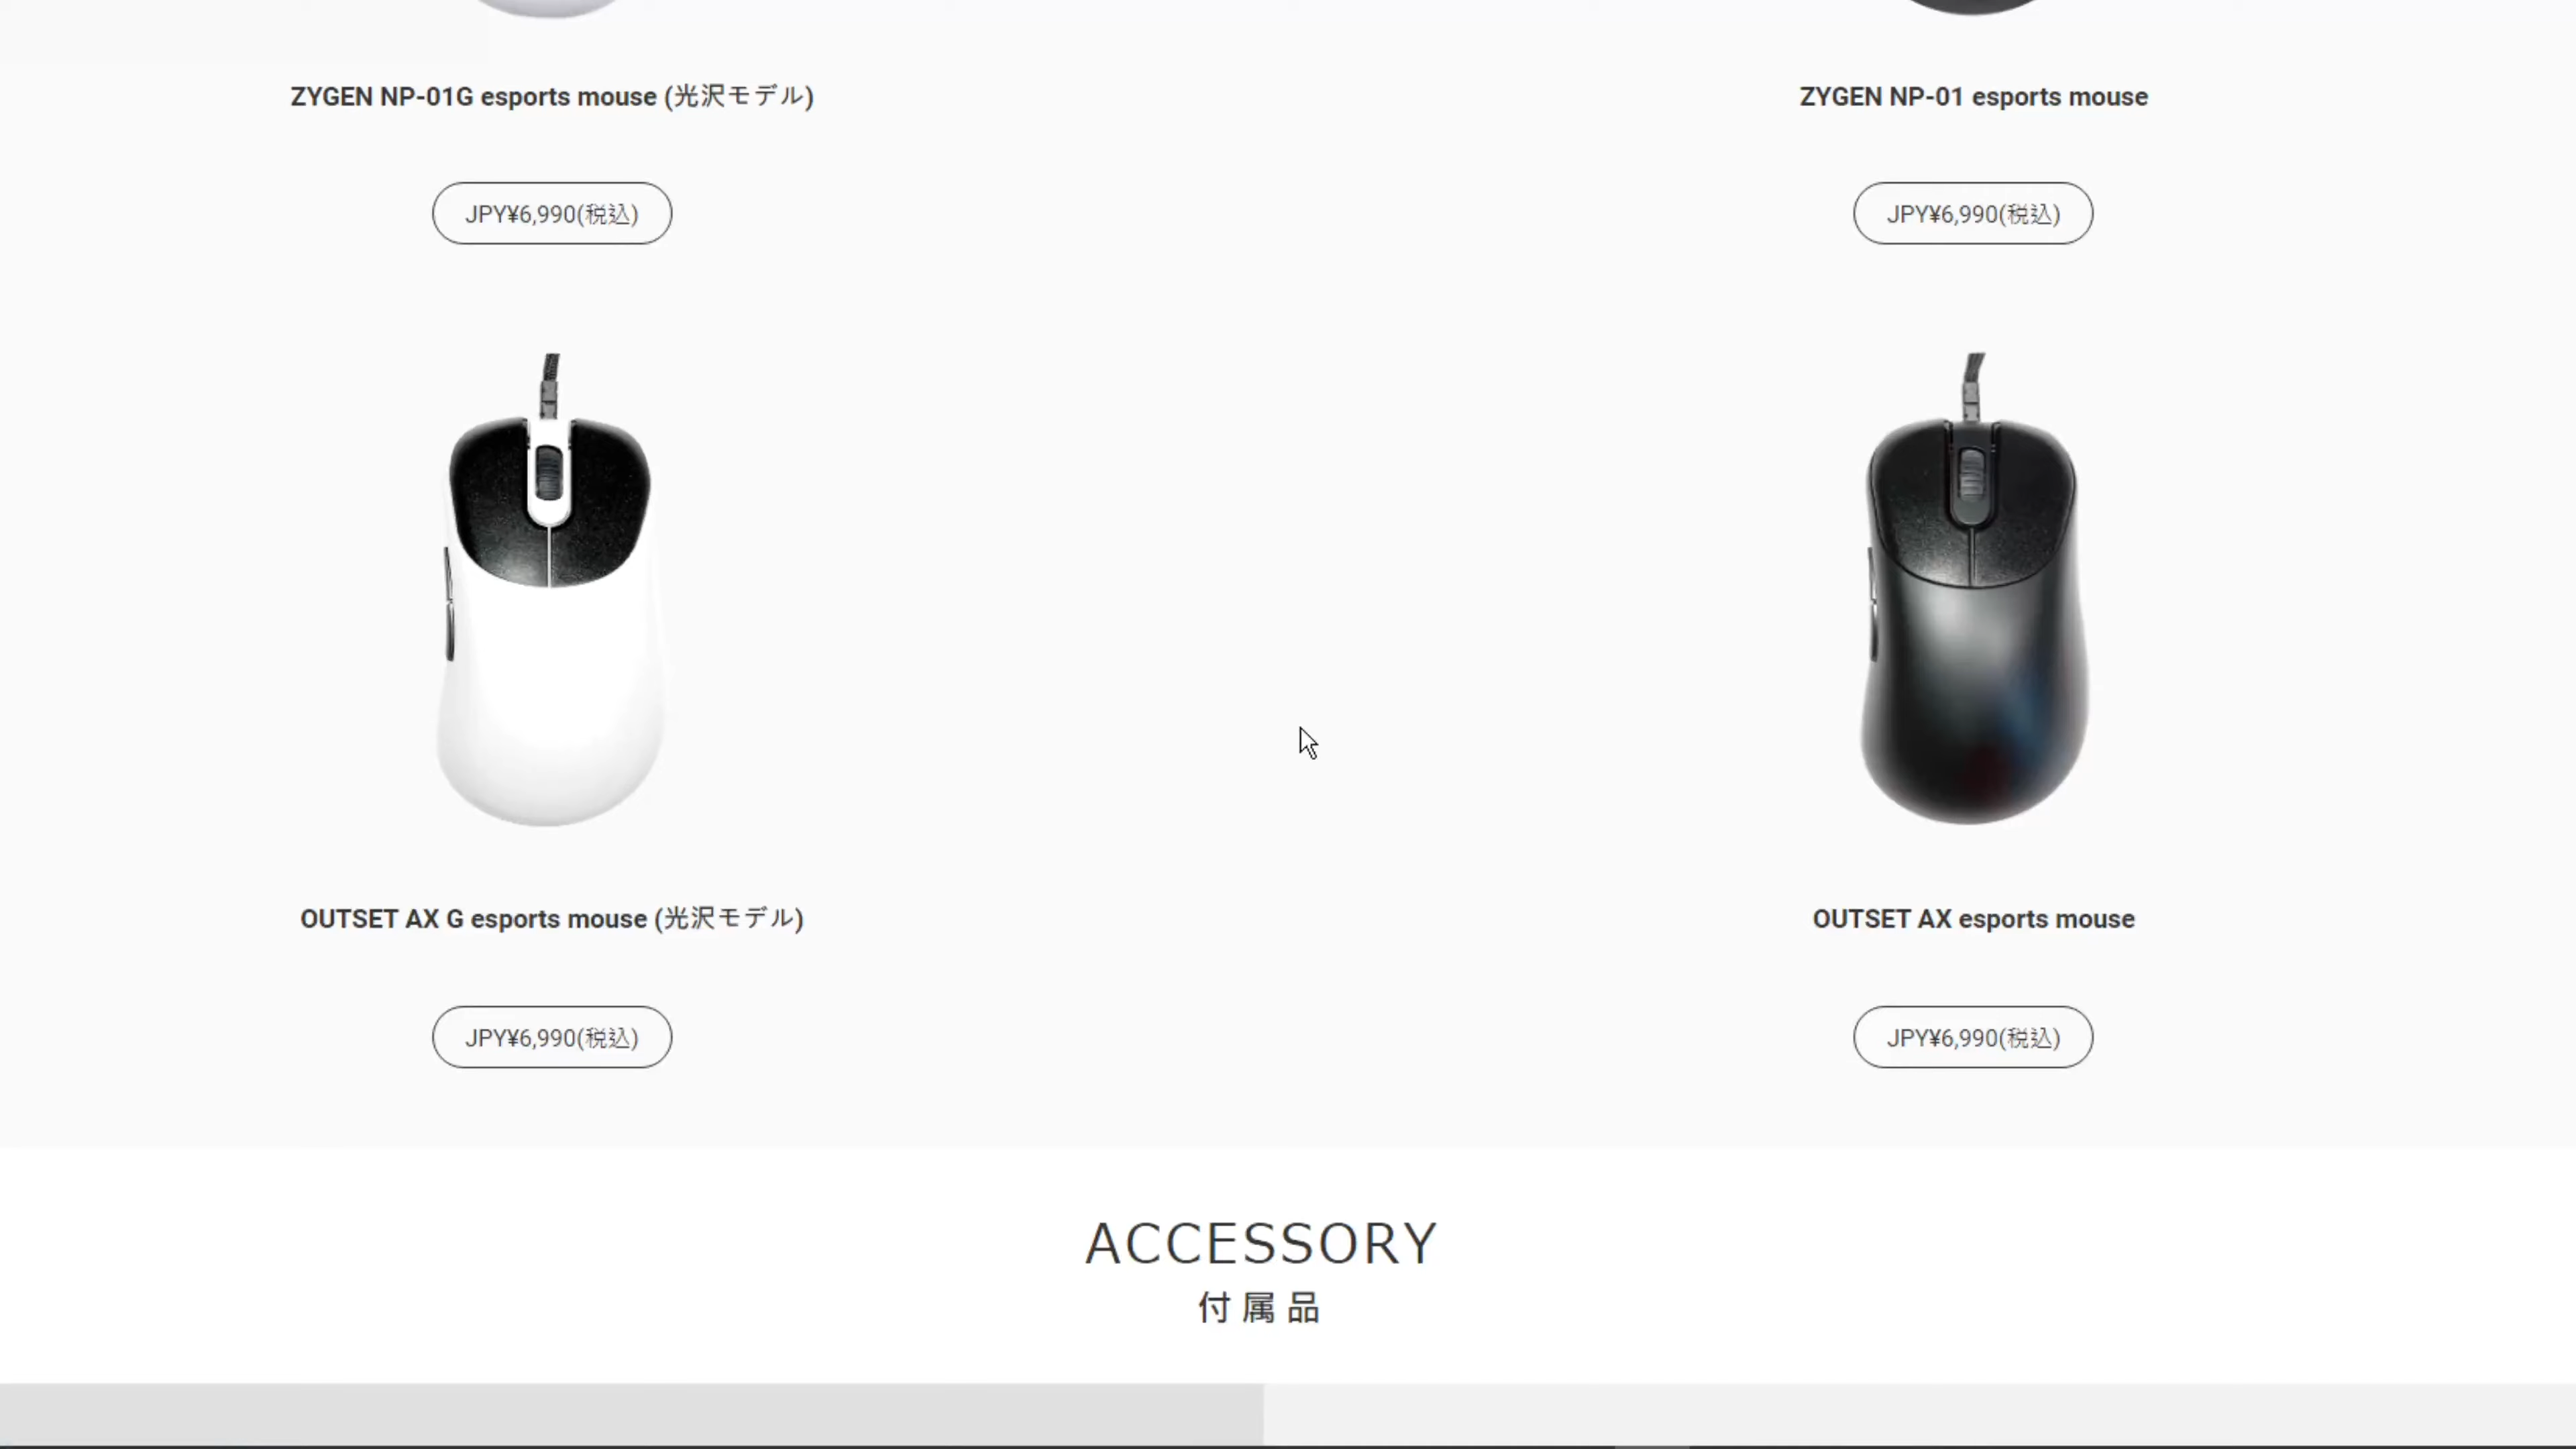 ZYGEN NP-01G esports mouse (光沢モデル)
ZYGEN NP-01 esports mouse
JPY¥6,990(税込)
JPY¥6,990(税込)
OUTSET AX G esports mouse (光沢モデル)
OUTSET AX esports mouse
JPY¥6,990(税込)
JPY¥6,990(税込)
ACCESSORY
付属品